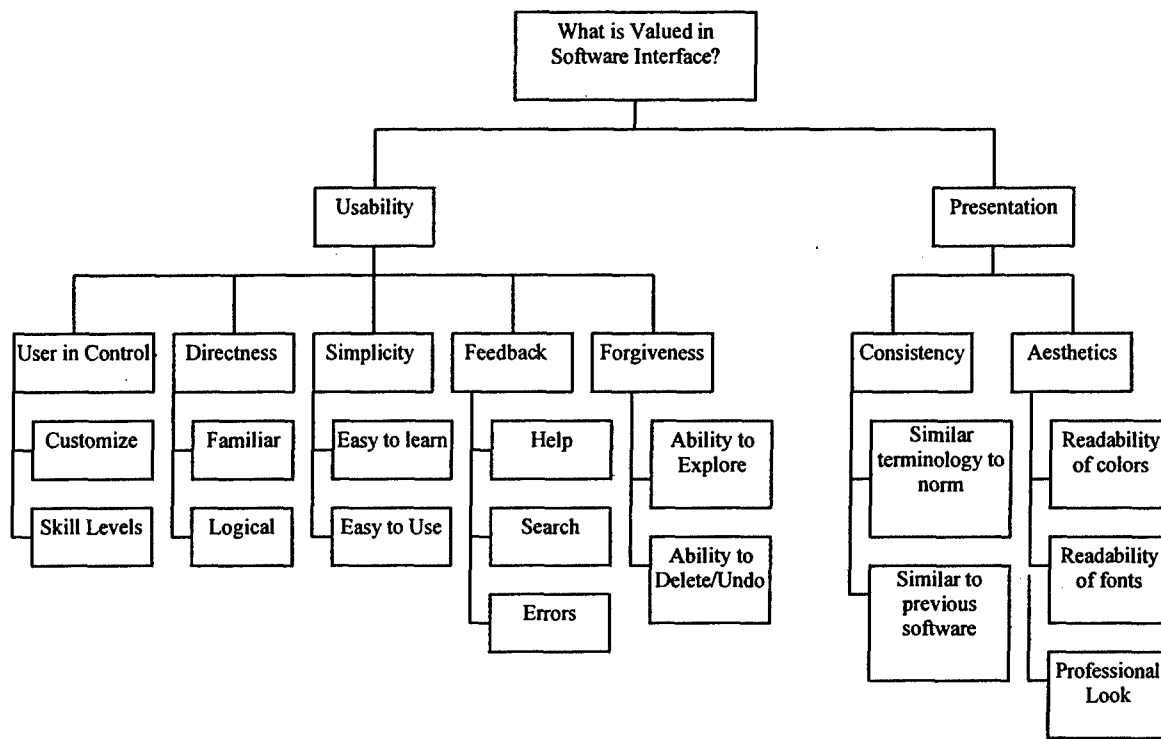 What is Valued in
Software Interface?
Usability
Presentation
User in Control
Directness
Simplicity
Feedback
Forgiveness
Consistency
Aesthetics
Customize
Skill Levels
Familiar
Logical
Easy to learn
Easy to Use
Help
Search
Errors
Ability to
Explore
Ability to
Delete/Undo
Similar
terminology to
norm
Similar to
previous
software
Readability
of colors
Readability
of fonts
Professional
Look